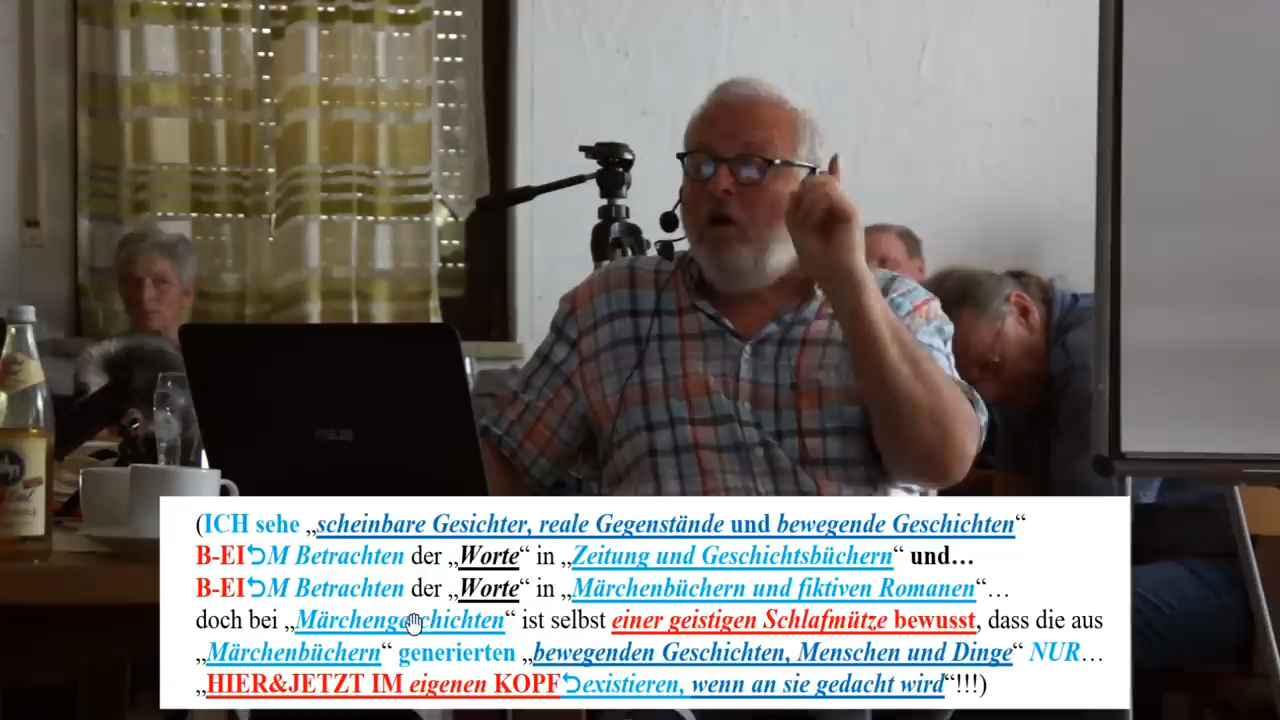 ASUS
(ICH sehe „scheinbare Gesichter, reale Gegenstände und bewegende Geschichten“
B-EI⮌M Betrachten der „Worte“ in „Zeitung und Geschichtsbüchern“ und…
B-EI⮌M Betrachten der „Worte“ in „Märchenbüchern und fiktiven Romanen“…
doch bei „Märchengeschichten“ ist selbst einer geistigen Schlafmütze bewusst, dass die aus
„Märchenbüchern“ generierten „bewegenden Geschichten, Menschen und Dinge“ NUR…
„HIER&JETZT IM eigenen KOPF⮌existieren, wenn an sie gedacht wird“!!!)